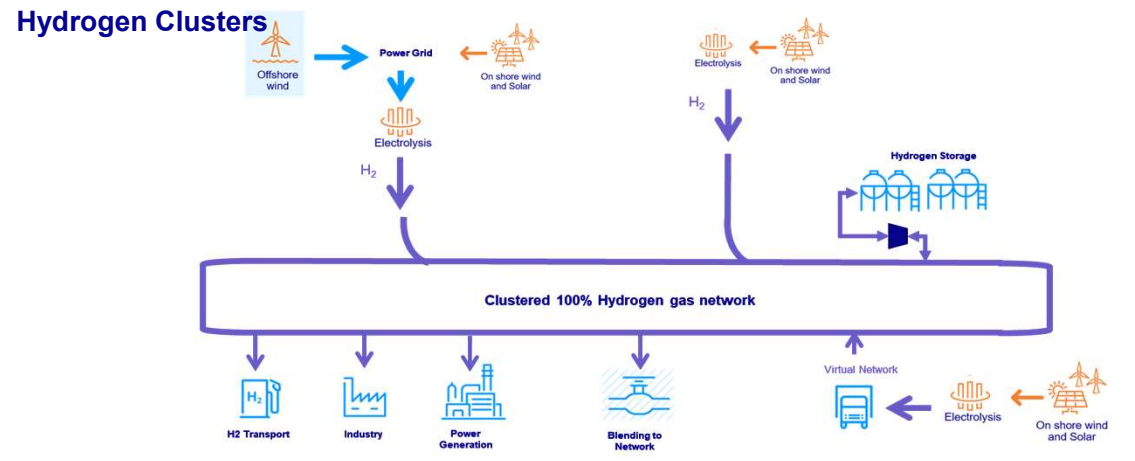 Hydrogen Clusters
Offshore
wind
Power Grid
On shore wind
and Solar
Electrolysis
H2
Electrolysis
On shore wind
and Solar
H2
Hydrogen Storage
Clustered 100% Hydrogen gas network
H2
H2 Transport
Industry
Power
Generation
Blending to
Network
Virtual Network
Electrolysis
On shore wind
and Solar